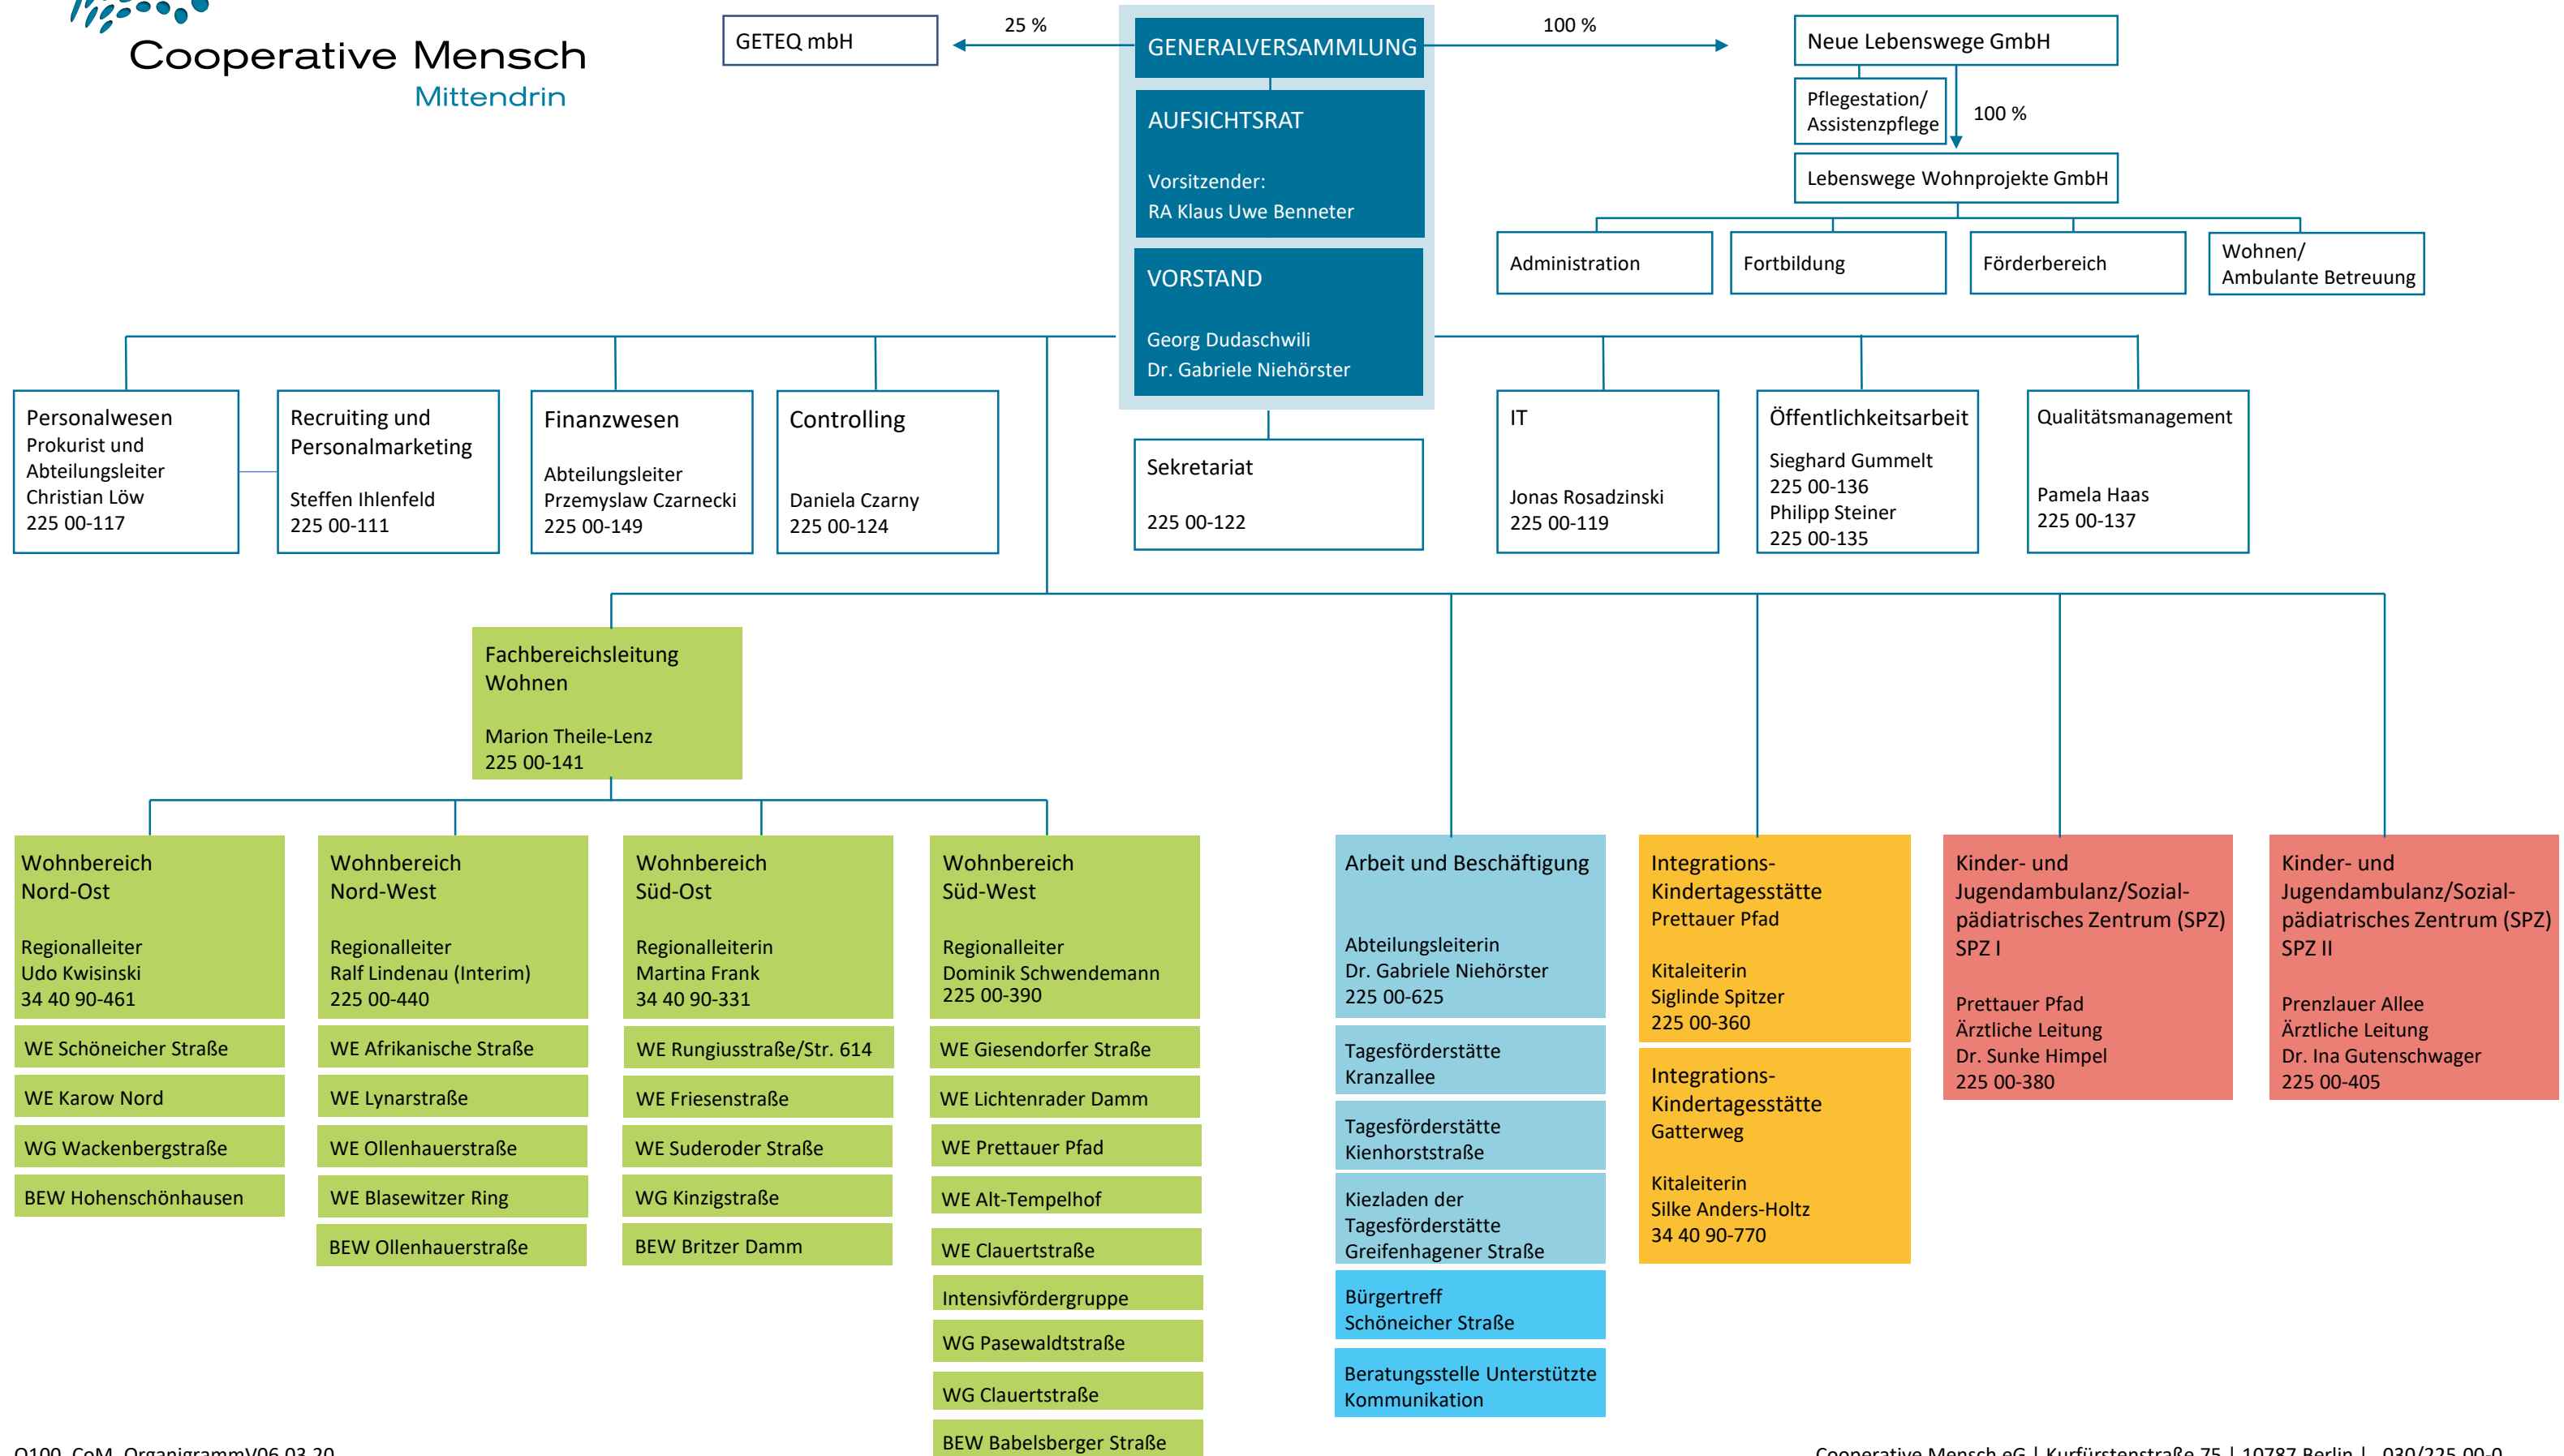 Cooperative Mensch
Mittendrin
GETEQ mbH
25 %
GENERALVERSAMMLUNG
100 %
Neue Lebenswege GmbH
Pflegestation/
Assistenzpflege
100 %
Lebenswege Wohnprojekte GmbH
Administration
Fortbildung
Förderbereich
Wohnen/
Ambulante Betreuung
AUFSICHTSRAT
Vorsitzender:
RA Klaus Uwe Benneter
VORSTAND
Georg Dudaschwili
Dr. Gabriele Niehörster
Personalwesen
Prokurist und
Abteilungsleiter
Christian Löw
225 00-117
Recruiting und
Personalmarketing
Steffen Ihlenfeld
225 00-111
Finanzwesen
Abteilungsleiter
Przemyslaw Czarnecki
225 00-149
Controlling
Daniela Czarny
225 00-124
Sekretariat
225 00-122
IT
Jonas Rosadzinski
225 00-119
Öffentlichkeitsarbeit
Sieghard Gummelt
225 00-136
Philipp Steiner
225 00-135
Qualitätsmanagement
Pamela Haas
225 00-137
Fachbereichsleitung
Wohnen
Marion Theile-Lenz
225 00-141
Wohnbereich
Nord-Ost
Regionalleiter
Udo Kwisinski
34 40 90-461
WE Schöneicher Straße
WE Karow Nord
WG Wackenbergstraße
BEW Hohenschönhausen
Wohnbereich
Nord-West
Regionalleiter
Ralf Lindenau (Interim)
225 00-440
WE Afrikanische Straße
WE Lynarstraße
WE Ollenhauerstraße
WE Blasewitzer Ring
BEW Ollenhauerstraße
Wohnbereich
Süd-Ost
Regionalleiterin
Martina Frank
34 40 90-331
WE Rungiusstraße/Str. 614
WE Friesenstraße
WE Suderoder Straße
WG Kinzigstraße
BEW Britzer Damm
Wohnbereich
Süd-West
Regionalleiter
Dominik Schwendemann
225 00-390
WE Giesendorfer Straße
WE Lichtenrader Damm
WE Prettauer Pfad
WE Alt-Tempelhof
WE Clauertstraße
Intensivfördergruppe
WG Pasewaldtstraße
WG Clauertstraße
BEW Babelsberger Straße
Arbeit und Beschäftigung
Abteilungsleiterin
Dr. Gabriele Niehörster
225 00-625
Tagesförderstätte
Kranzallee
Tagesförderstätte
Kienhorststraße
Kiezladen der
Tagesförderstätte
Greifenhagener Straße
Bürgertreff
Schöneicher Straße
Beratungsstelle Unterstützte
Kommunikation
Integrations-
Kindertagesstätte
Prettauer Pfad
Kitaleiterin
Siglinde Spitzer
225 00-360
Integrations-
Kindertagesstätte
Gatterweg
Kitaleiterin
Silke Anders-Holtz
34 40 90-770
Kinder- und
Jugendambulanz/Sozial-
pädiatrisches Zentrum (SPZ)
SPZ I
Prettauer Pfad
Ärztliche Leitung
Dr. Sunke Himpel
225 00-380
Kinder- und
Jugendambulanz/Sozial-
pädiatrisches Zentrum (SPZ)
SPZ II
Prenzlauer Allee
Ärztliche Leitung
Dr. Ina Gutenschwager
225 00-405
O100_CoM_OrganigrammV06.03.20
Cooperative Mensch eG | Kurfürstenstraße 75 | 10787 Berlin | 030/225 00-0